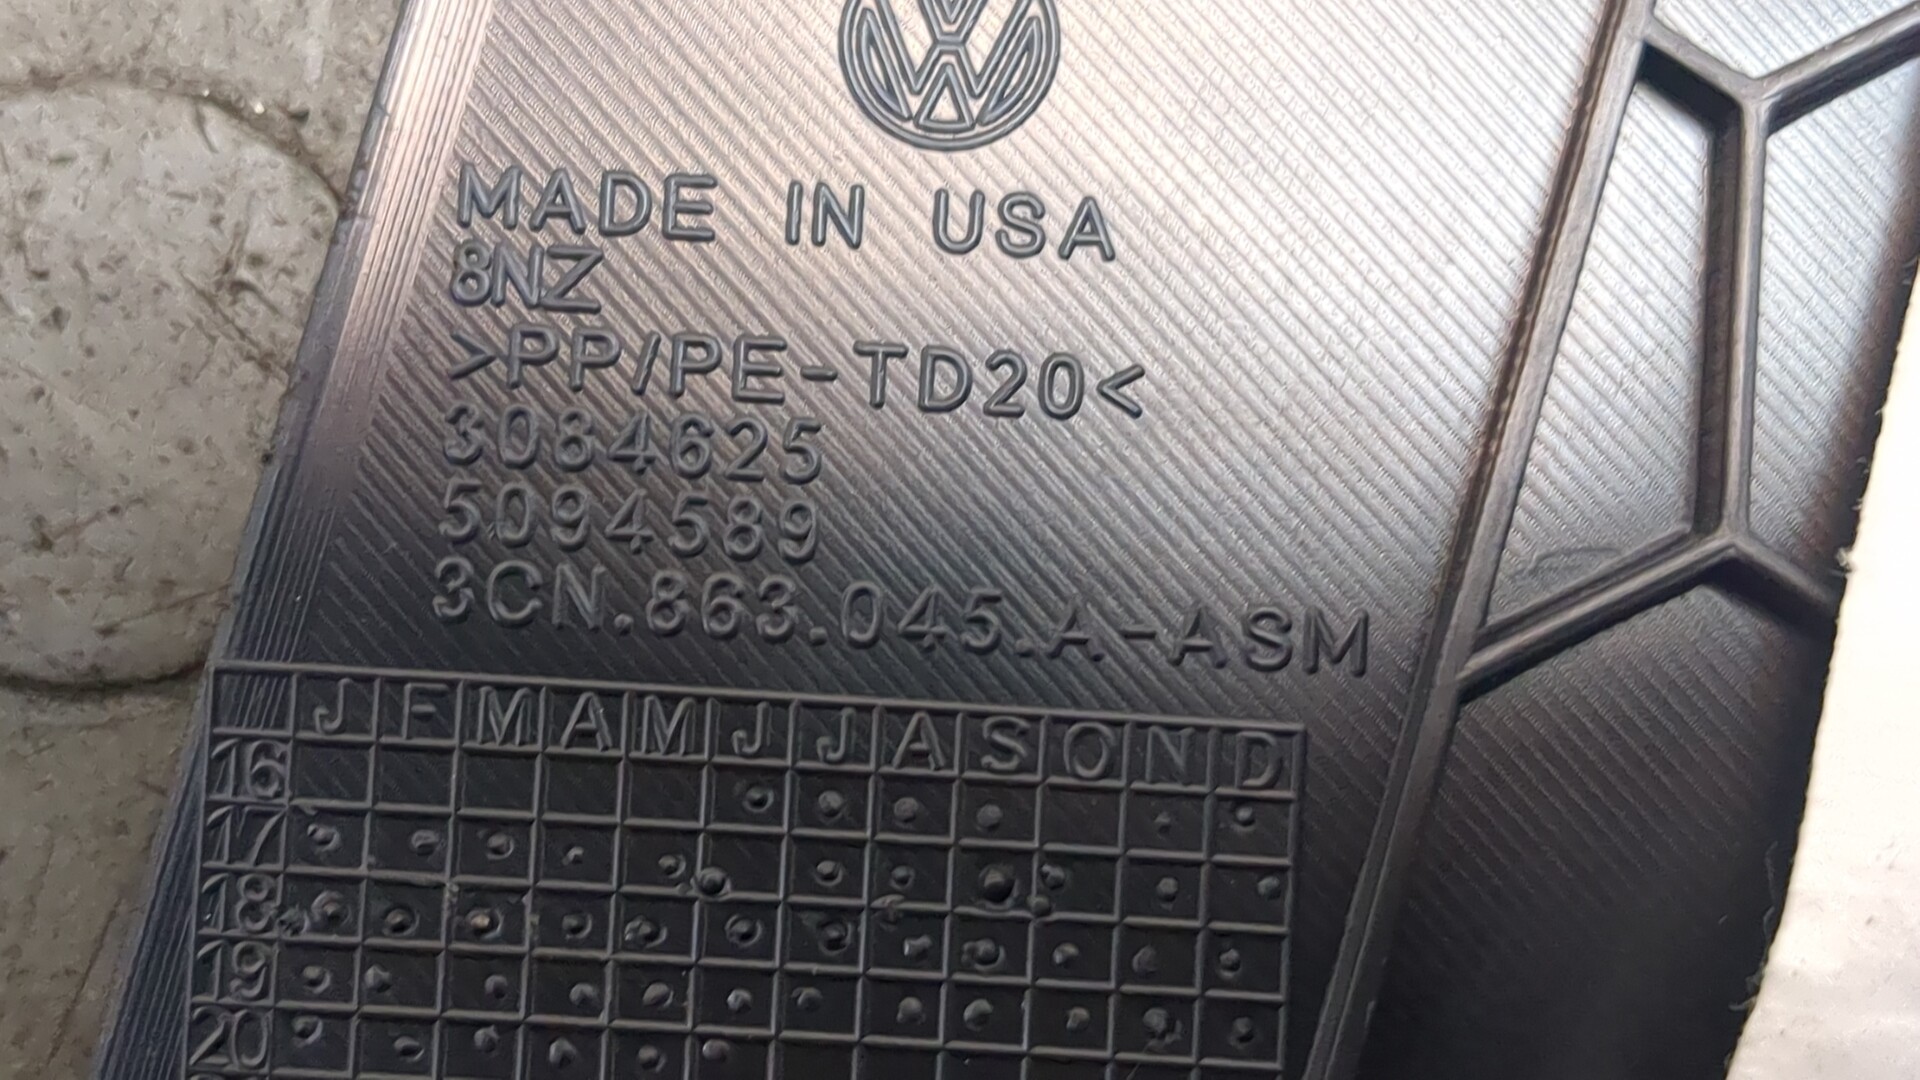 MADE IN USA
8NZ
>PP/PE-TD20<
3084625
5094589
3CN.863.045.A-ASM
J F M A M J J A S O N D
16
17
18
19
20